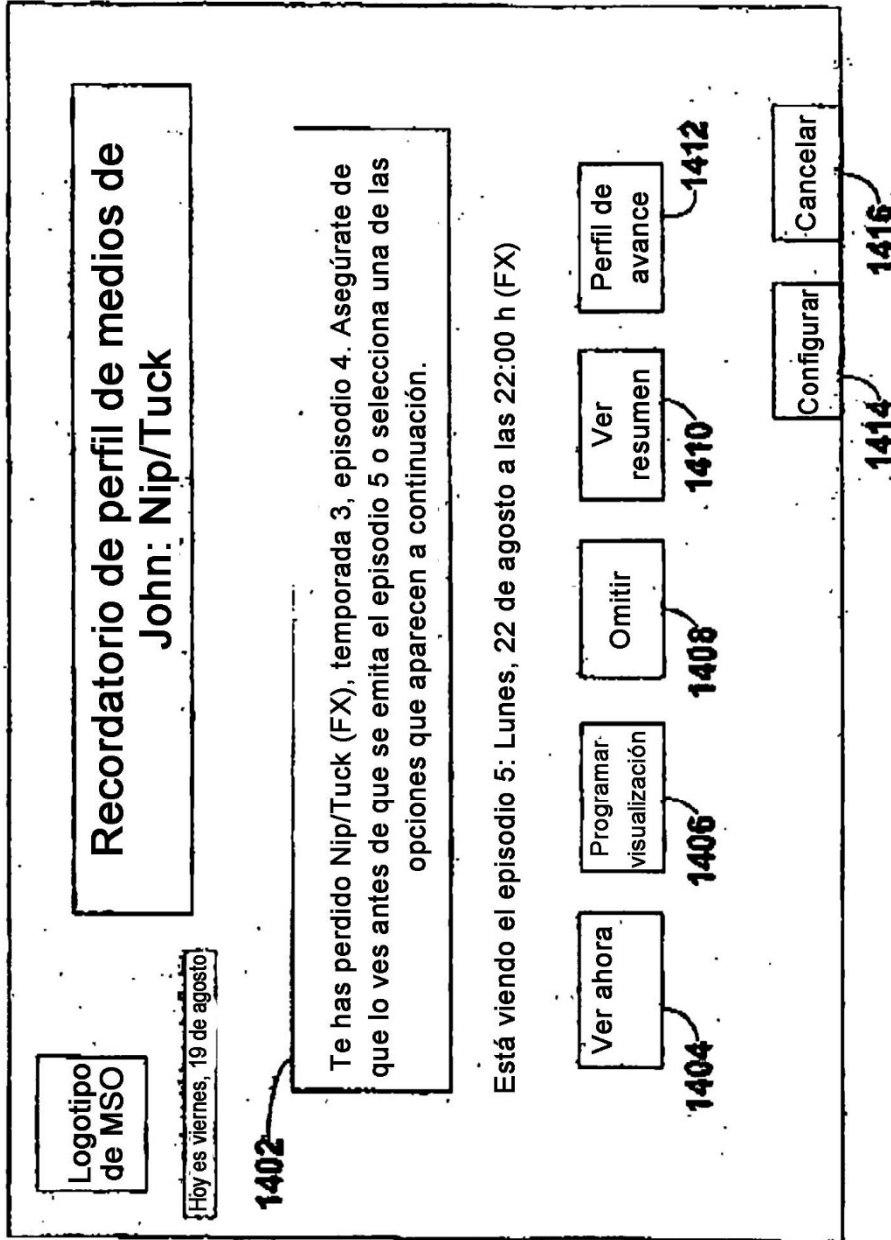 Logotipo
de MSO
Recordatorio de perfil de medios de
John: Nip/Tuck
Hoy es viernes, 19 de agosto
1402
Te has perdido Nip/Tuck (FX), temporada 3, episodio 4. Asegúrate de
que lo ves antes de que se emita el episodio 5 o selecciona una de las
opciones que aparecen a continuación.
Está viendo el episodio 5: Lunes, 22 de agosto a las 22:00 h (FX)
Ver ahora
1404
Programar
visualización
1406
Omitir
1408
Ver
resumen
1410
Perfil de
avance
1412
Configurar
1414
Cancelar
1416